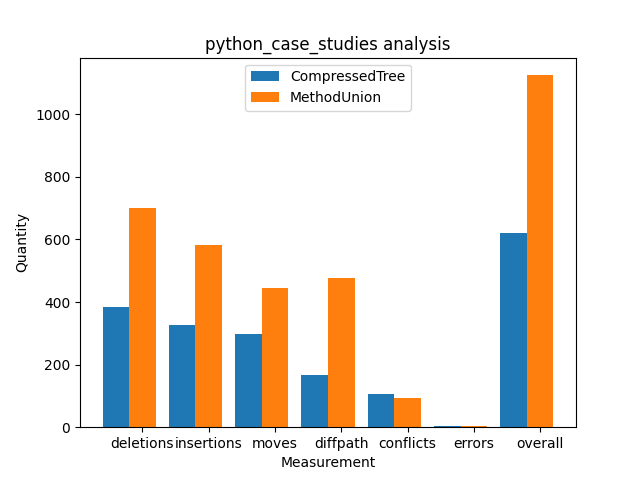 python_case_studies analysis
CompressedTree
MethodUnion
Quantity
1000
800
600
400
200
0
deletions insertions moves diffpath conflicts errors overall
Measurement